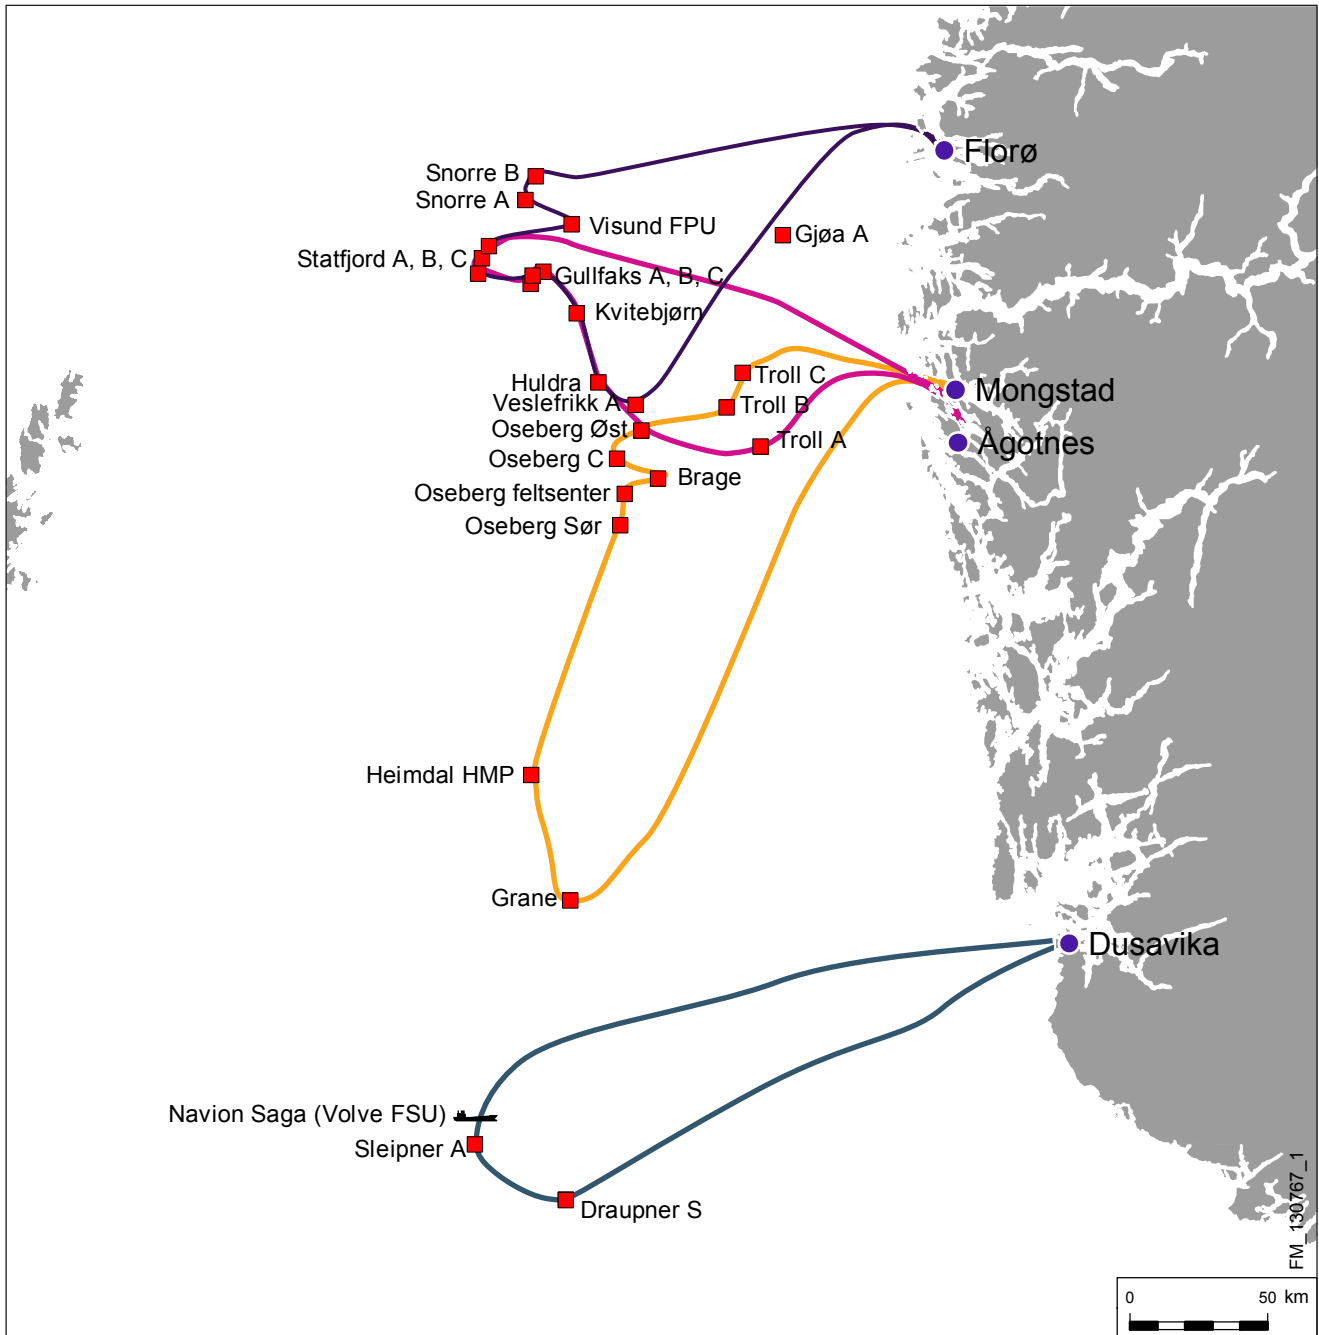 Florø
Snorre B
Snorre A
Visund FPU
Gjøa A
Statfjord A, B, C
Gullfaks A, B, C
Kvitebjørn
Troll C
Huldra
Mongstad
Veslefrikk A
Troll B
Oseberg Øst
Troll A
Ågotnes
Oseberg C
Brage
Oseberg feltsenter
Oseberg Sør
Heimdal HMP
Grane
Dusavika
Navion Saga (Volve FSU)
Sleipner A
Draupner S
FM_130767_1
0 50 km